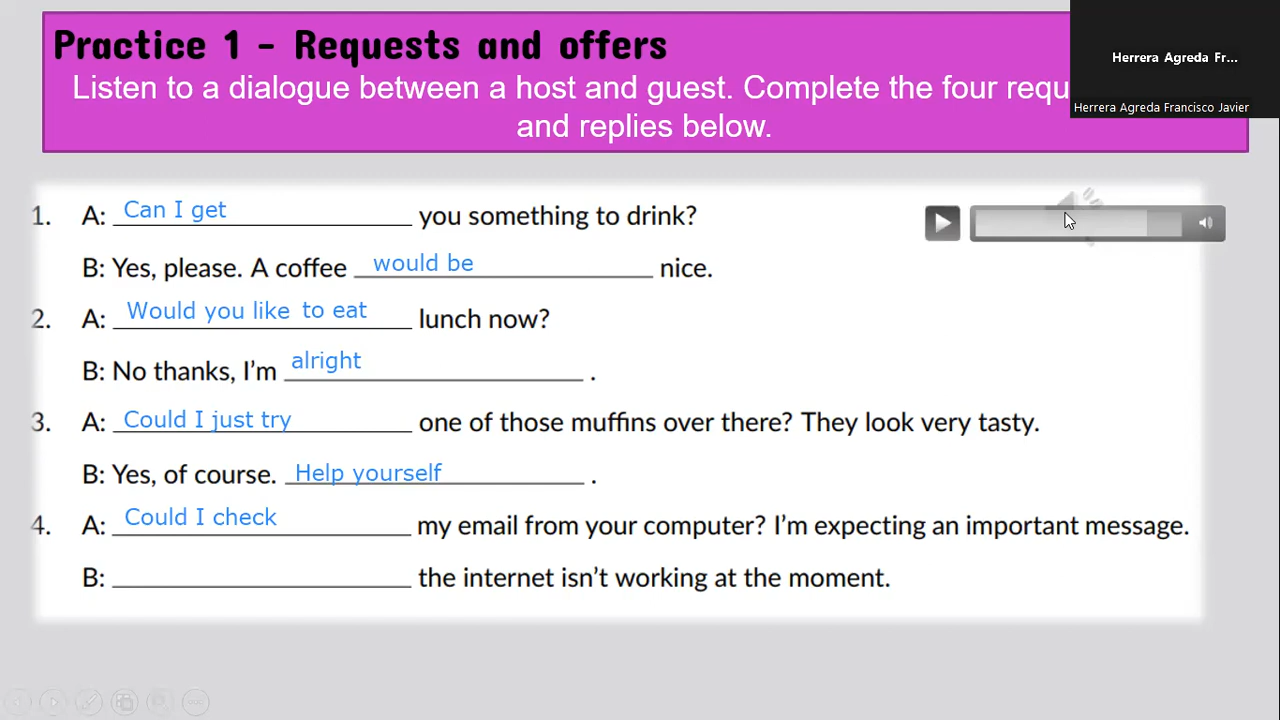 Practice 1 - Requests and offers
Listen to a dialogue between a host and guest. Complete the four requ
and replies below.
Herrera Agreda Fr...
Herrera Agreda Francisco Javier
1. A: Can I get you something to drink?
B: Yes, please. A coffee would be nice.
2. A: Would you like to eat lunch now?
B: No thanks, I'm alright .
3. A: Could I just try one of those muffins over there? They look very tasty.
B: Yes, of course. Help yourself .
4. A: Could I check my email from your computer? I'm expecting an important message.
B: ____ the internet isn't working at the moment.